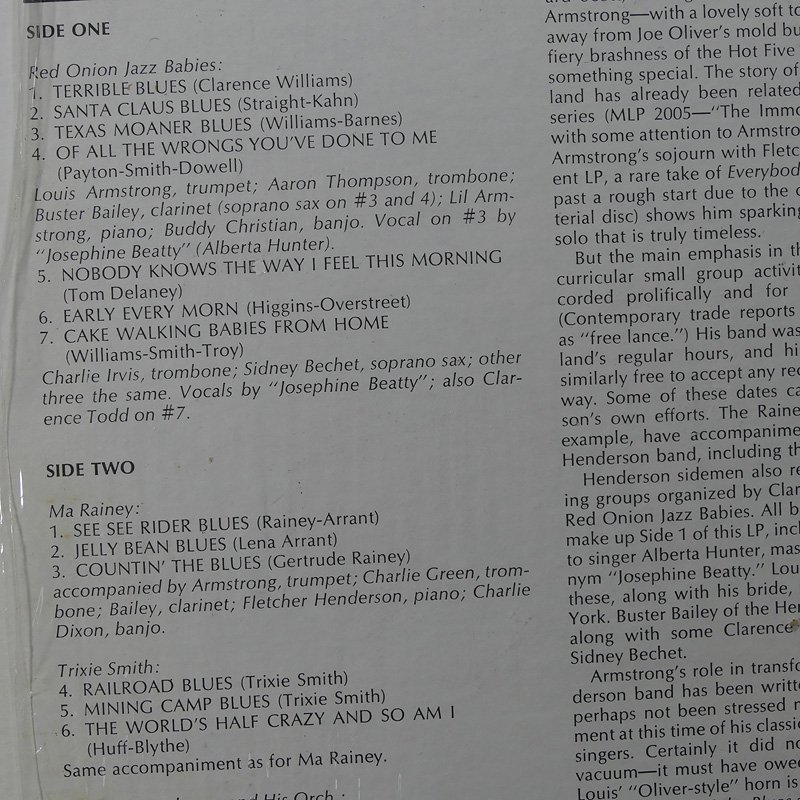 SIDE ONE
Red Onion Jazz Babies:
1. TERRIBLE BLUES (Clarence Williams)
2. SANTA CLAUS BLUES (Straight-Kahn)
3. TEXAS MOANER BLUES (Williams-Barnes)
4. OF ALL THE WRONGS YOU'VE DONE TO ME
(Payton-Smith-Dowell)
Louis Armstrong, trumpet; Aaron Thompson, trombone;
Buster Bailey, clarinet (soprano sax on #3 and 4); Lil Arm-
strong, piano; Buddy Christian, banjo. Vocal on #3 by
"Josephine Beatty" (Alberta Hunter).
5. NOBODY KNOWS THE WAY I FEEL THIS MORNING
(Tom Delaney)
6. EARLY EVERY MORN (Higgins-Overstreet)
7. CAKE WALKING BABIES FROM HOME
(Williams-Smith-Troy)
Charlie Irvis, trombone; Sidney Bechet, soprano sax; other
three the same. Vocals by "Josephine Beatty"; also Clar-
ence Todd on #7.
SIDE TWO
Ma Rainey:
1. SEE SEE RIDER BLUES (Rainey-Arrant)
2. JELLY BEAN BLUES (Lena Arrant)
3. COUNTIN' THE BLUES (Gertrude Rainey)
accompanied by Armstrong, trumpet; Charlie Green, trom-
bone; Bailey, clarinet; Fletcher Henderson, piano; Charlie
Dixon, banjo.
Trixie Smith:
4. RAILROAD BLUES (Trixie Smith)
5. MINING CAMP BLUES (Trixie Smith)
6. THE WORLD'S HALF CRAZY AND SO AM I
(Huff-Blythe)
Same accompaniment as for Ma Rainey.
and His Orch.:
Armstrong—with a lovely soft to
away from Joe Oliver's mold bu
fiery brashness of the Hot Five
something special. The story of
land has already been related
series (MLP 2005—"The Immo
with some attention to Armstro
Armstrong's sojourn with Fletc
ent LP, a rare take of Everybod
past a rough start due to the c
terial disc) shows him sparking
solo that is truly timeless.
But the main emphasis in th
curricular small group activit
corded prolifically and for
(Contemporary trade reports
as "free lance.") His band was
land's regular hours, and hi
similarly free to accept any rec
way. Some of these dates ca
son's own efforts. The Raine
example, have accompanime
Henderson band, including th
Henderson sidemen also re
ing groups organized by Clar
Red Onion Jazz Babies. All b
make up Side 1 of this LP, incl
to singer Alberta Hunter, mas
nym "Josephine Beatty." Lou
these, along with his bride,
York. Buster Bailey of the Hen
along with some Clarence
Sidney Bechet.
Armstrong's role in transfo
derson band has been writte
perhaps not been stressed
ment at this time of his classic
singers. Certainly it did no
vacuum—it must have owe
Louis' "Oliver-style" horn is